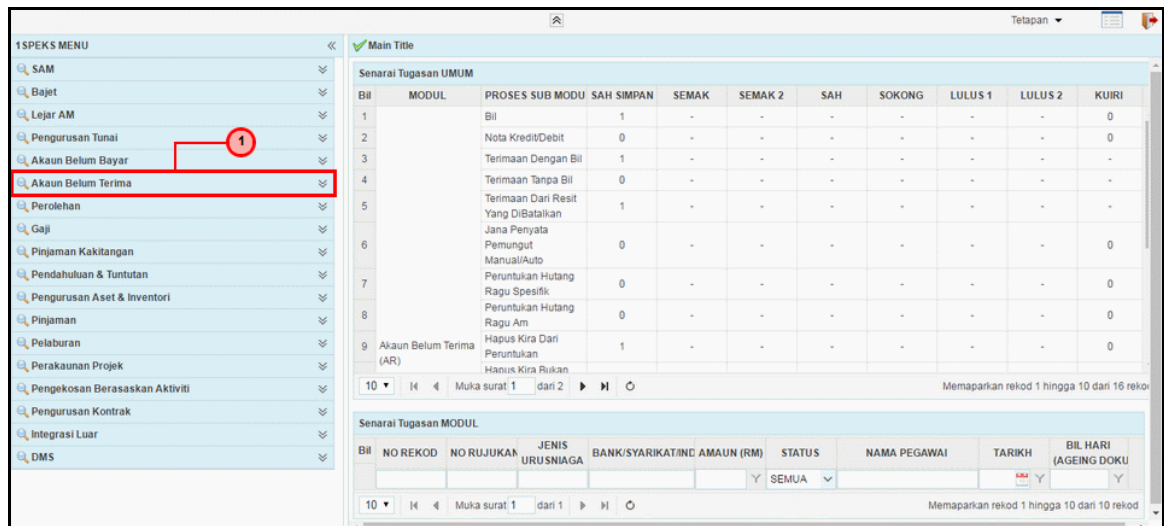 Tetapan
1SPEKS MENU
SAM
Bajet
Lejar AM
Pengurusan Tunai
1
Akaun Belum Bayar
Akaun Belum Terima
Perolehan
Gaji
Pinjaman Kakitangan
Pendahuluan & Tuntutan
Pengurusan Aset & Inventori
Pinjaman
Pelaburan
Perakaunan Projek
Pengekosan Berasaskan Aktiviti
Pengurusan Kontrak
Integrasi Luar
DMS
Main Title
Senarai Tugasan UMUM
Bil MODUL PROSES SUB MODU SAH SIMPAN SEMAK SEMAK 2 SAH SOKONG LULUS 1 LULUS 2 KUIRI
1 Bil 1 - - - - - - 0
2 Nota Kredit/Debit 0 - - - - - - 0
3 Terimaan Dengan Bil 1 - - - - - - -
4 Terimaan Tanpa Bil 0 - - - - - - -
Terimaan Dari Resit
5 Yang DiBatalkan 1 - - - - - - -
Jana Penyata
6 Pemungut 0 - - - - - - 0
Manual/Auto
Peruntukan Hutang
7 Ragu Spesifik 0 - - - - - - 0
Peruntukan Hutang
8 Ragu Am 0 - - - - - - 0
Hapus Kira Dari
9 Akaun Belum Terima Peruntukan 1 - - - - - - 0
(AR) Hapus Kira Bukan
10 Muka surat 1 dari 2 Memaparkan rekod 1 hingga 10 dari 16 reko
Senarai Tugasan MODUL
Bil NO REKOD NO RUJUKAN JENIS URUSNIAGA BANK/SYARIKAT/IND AMAUN (RM) STATUS NAMA PEGAWAI TARIKH BIL HARI (AGEING DOKU
SEMUA
10 Muka surat 1 dari 1 Memaparkan rekod 1 hingga 10 dari 10 rekod